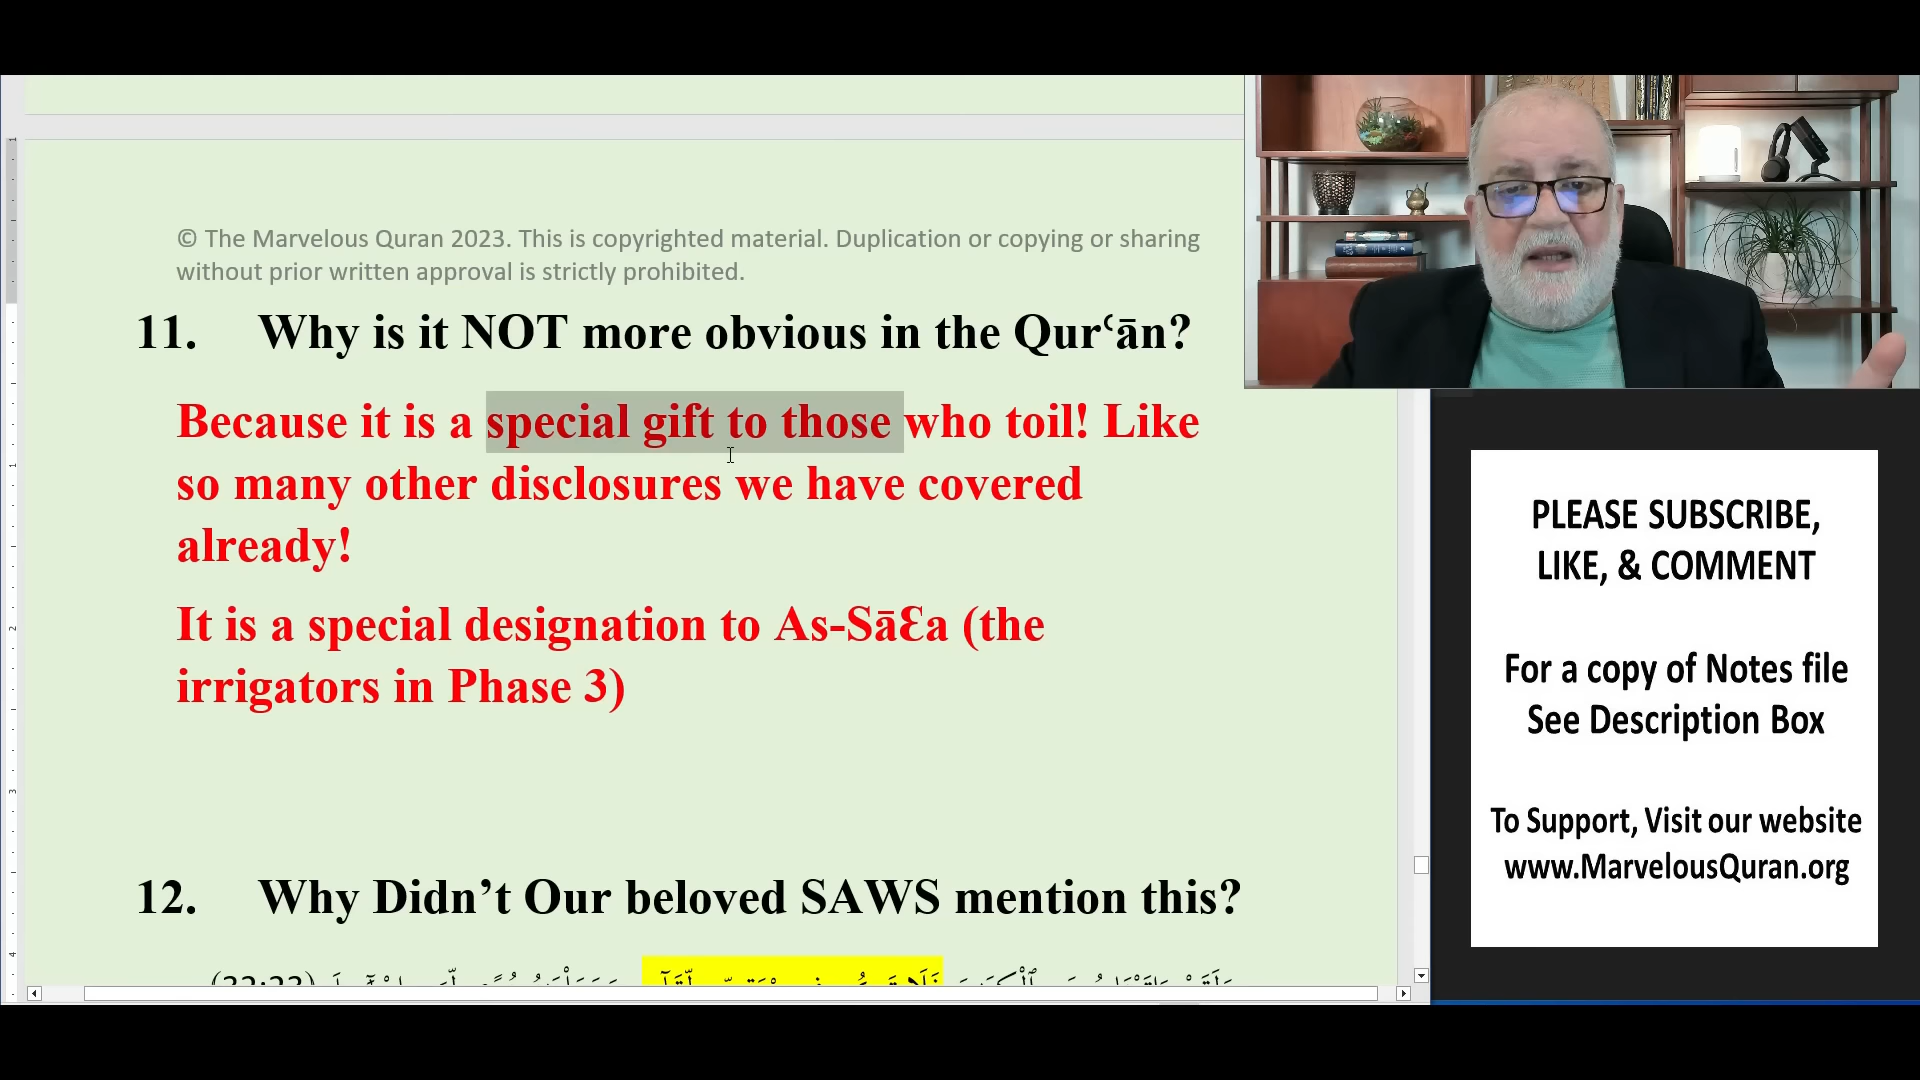 © The Marvelous Quran 2023. This is copyrighted material. Duplication or copying or sharing
without prior written approval is strictly prohibited.
11. Why is it NOT more obvious in the Qurʿān?
Because it is a special gift to those who toil! Like
so many other disclosures we have covered
already!
It is a special designation to As-SāƐa (the
irrigators in Phase 3)
12. Why Didn’t Our beloved SAWS mention this?
PLEASE SUBSCRIBE,
LIKE, & COMMENT
For a copy of Notes file
See Description Box
To Support, Visit our website
www.MarvelousQuran.org